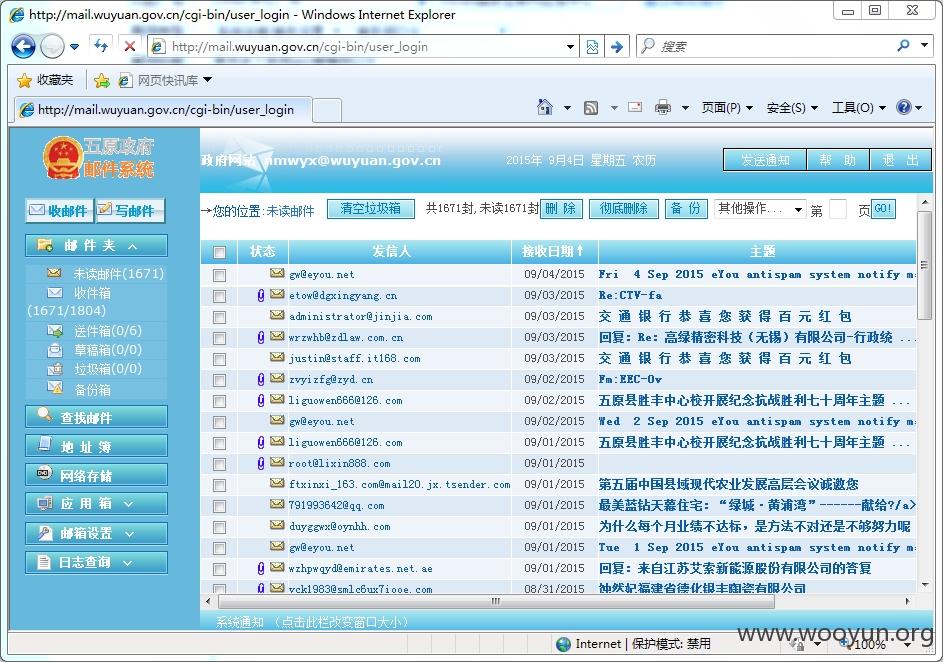 http://mail.wuyuan.gov.cn/cgi-bin/user_login - Windows Internet Explorer
http://mail.wuyuan.gov.cn/cgi-bin/user_login
搜索
收藏夹 网页快讯库
http://mail.wuyuan.gov.cn/cgi-bin/user_login
页面(P) 安全(S) 工具(O)
五原政府
邮件系统
政府网站 nmwyx@wuyuan.gov.cn
2015年 9月4日 星期五 农历
发送通知 帮 助 退 出
收邮件 写邮件
→您的位置:未读邮件 清空垃圾箱 共1671封,未读1671封 删 除 彻底删除 备 份 其他操作... 第 页 GO!
邮 件 夹
未读邮件(1671)
收件箱
(1671/1804)
送件箱(0/6)
草稿箱(0/0)
垃圾箱(0/0)
备份箱
查找邮件
地 址 簿
网络存储
应 用 箱
邮箱设置
日志查询
状态 发信人 接收日期↑ 主题
gw@eyou.net 09/04/2015 Fri 4 Sep 2015 eYou antispam system notify m
etow@dgxingyang.cn 09/03/2015 Re:CTV-fa
administrator@jinjia.com 09/03/2015 交 通 银 行 恭 喜 您 获 得 百 元 红 包
wrzwhb@zdlaw.com.cn 09/03/2015 回复: Re: 高绿精密科技（无锡）有限公司-行政统 ...
justin@staff.it168.com 09/03/2015 交 通 银 行 恭 喜 您 获 得 百 元 红 包
zvyizfg@zyd.cn 09/02/2015 Fm:EEC-Ov
liguowen666@126.com 09/02/2015 五原县胜丰中心校开展纪念抗战胜利七十周年主题 ...
gw@eyou.net 09/02/2015 Wed 2 Sep 2015 eYou antispam system notify m
liguowen666@126.com 09/01/2015 五原县胜丰中心校开展纪念抗战胜利七十周年主题 ...
root@lixin888.com 09/01/2015
ftxinxi_163.com@mail20.jx.tsender.com 09/01/2015 第五届中国县域现代农业发展高层会议诚邀您
791993642@qq.com 09/01/2015 最美蓝钻天幕住宅:“绿城·黄浦湾”------献给?/a>
duyggwx@oynhh.com 09/01/2015 为什么每个月业绩不达标，是方法不对还是不够努力呢
gw@eyou.net 09/01/2015 Tue 1 Sep 2015 eYou antispam system notify m
wzhpwqyd@emirates.net.ae 09/01/2015 回复：来自江苏艾索新能源股份有限公司的答复
vck1983@smlc6ux7iooe.com 08/31/2015 灿然妃福建省德化银丰陶瓷有限公司
系统通知 （点击此栏改变窗口大小）
Internet | 保护模式: 禁用 100%
www.wooyun.org